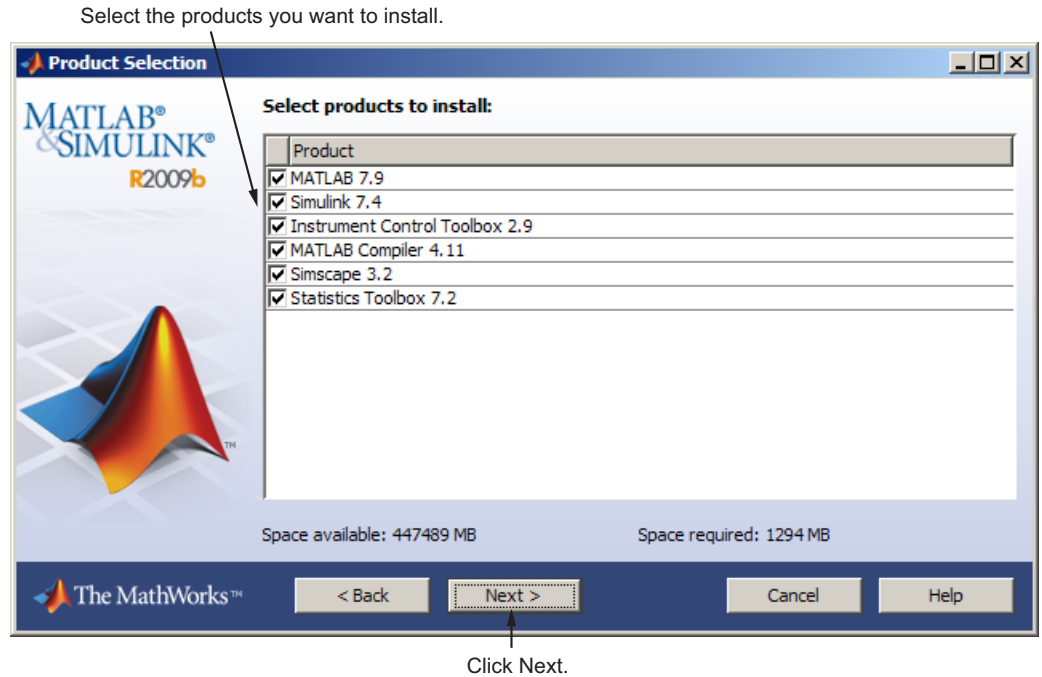 Select the products you want to install.
Product Selection
MATLAB®
&SIMULINK®
R2009b
Select products to install:
Product
MATLAB 7.9
Simulink 7.4
Instrument Control Toolbox 2.9
MATLAB Compiler 4.11
Simscape 3.2
Statistics Toolbox 7.2
TM
Space available: 447489 MB
Space required: 1294 MB
The MathWorks™
< Back
Next >
Cancel
Help
Click Next.